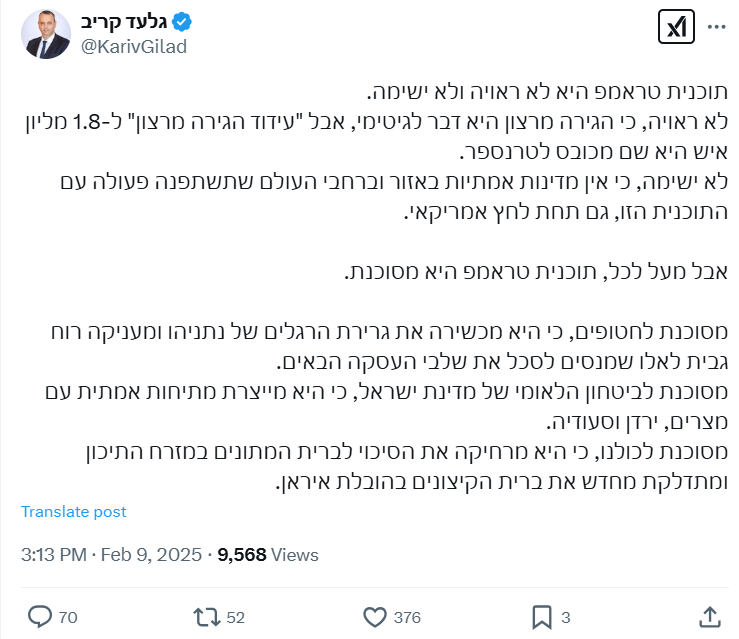 גלעד קריב
@KarivGilad
תוכנית טראמפ היא לא ראויה ולא ישימה.
לא ראויה, כי הגירה מרצון היא דבר לגיטימי, אבל "עידוד הגירה מרצון" ל-1.8 מליון
איש היא שם מכובס לטרנספר.
לא ישימה, כי אין מדינות אמתיות באזור וברחבי העולם שתשתפנה פעולה עם
התוכנית הזו, גם תחת לחץ אמריקאי.
אבל מעל לכל, תוכנית טראמפ היא מסוכנת.
מסוכנת לחטופים, כי היא מכשירה את גרירת הרגלים של נתניהו ומעניקה רוח
גבית לאלו שמנסים לסכל את שלבי העסקה הבאים.
מסוכנת לביטחון הלאומי של מדינת ישראל, כי היא מייצרת מתיחות אמתית עם
מצרים, ירדן וסעודיה.
מסוכנת לכולנו, כי היא מרחיקה את הסיכוי לברית המתונים במזרח התיכון
ומתדלקת מחדש את ברית הקיצונים בהובלת איראן.
Translate post
3:13 PM · Feb 9, 2025 · 9,568 Views
70 52 376 3